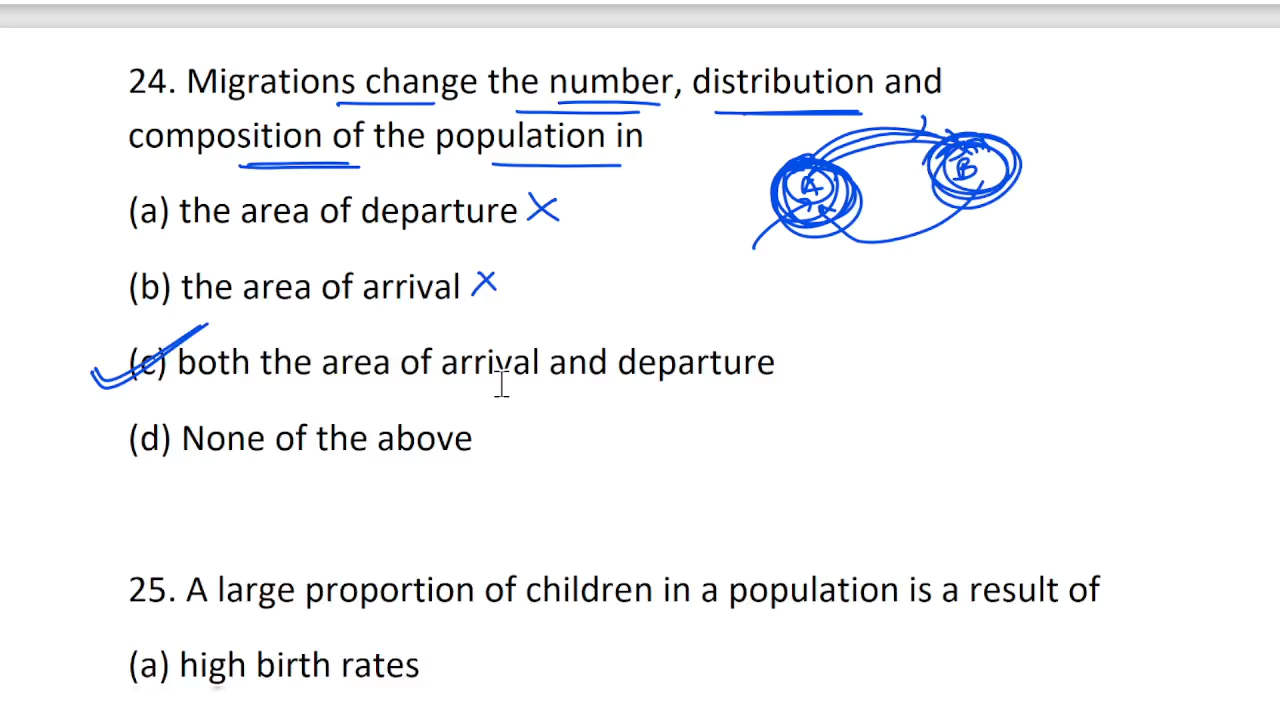 24. Migrations change the number, distribution and
composition of the population in
A
B
(a) the area of departure
(b) the area of arrival
(c) both the area of arrival and departure
(d) None of the above
25. A large proportion of children in a population is a result of
(a) high birth rates